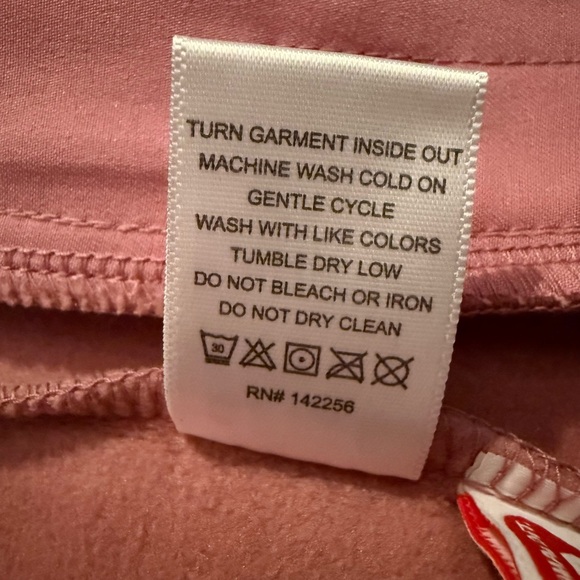 TURN GARMENT INSIDE OUT
MACHINE WASH COLD ON
GENTLE CYCLE
WASH WITH LIKE COLORS
TUMBLE DRY LOW
DO NOT BLEACH OR IRON
DO NOT DRY CLEAN
30
RN# 142256